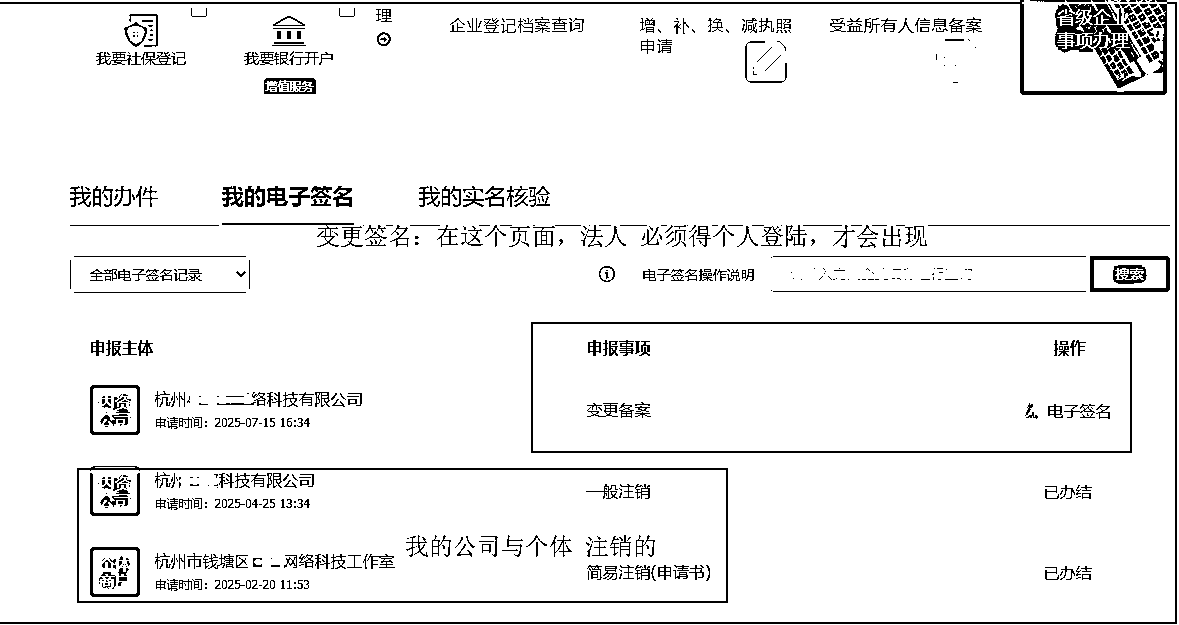 理
企业登记档案查询
增、补、换、减执照
申请
受益所有人信息备案
省级企业
事项办理
我要社保登记
我要银行开户
增值服务
我的办件
我的电子签名
我的实名核验
变更签名：在这个页面，法人 必须得个人登陆，才会出现
全部电子签名记录
电子签名操作说明
搜索
申报主体
申报事项
操作
内资
公司
杭州 络科技有限公司
变更备案
电子签名
申请时间：2025-07-15 16:34
内资
公司
杭州 科技有限公司
一般注销
已办结
申请时间：2025-04-25 13:34
我的公司与个体 注销的
杭州市钱塘区 网络科技工作室
简易注销(申请书)
已办结
申请时间：2025-02-20 11:53